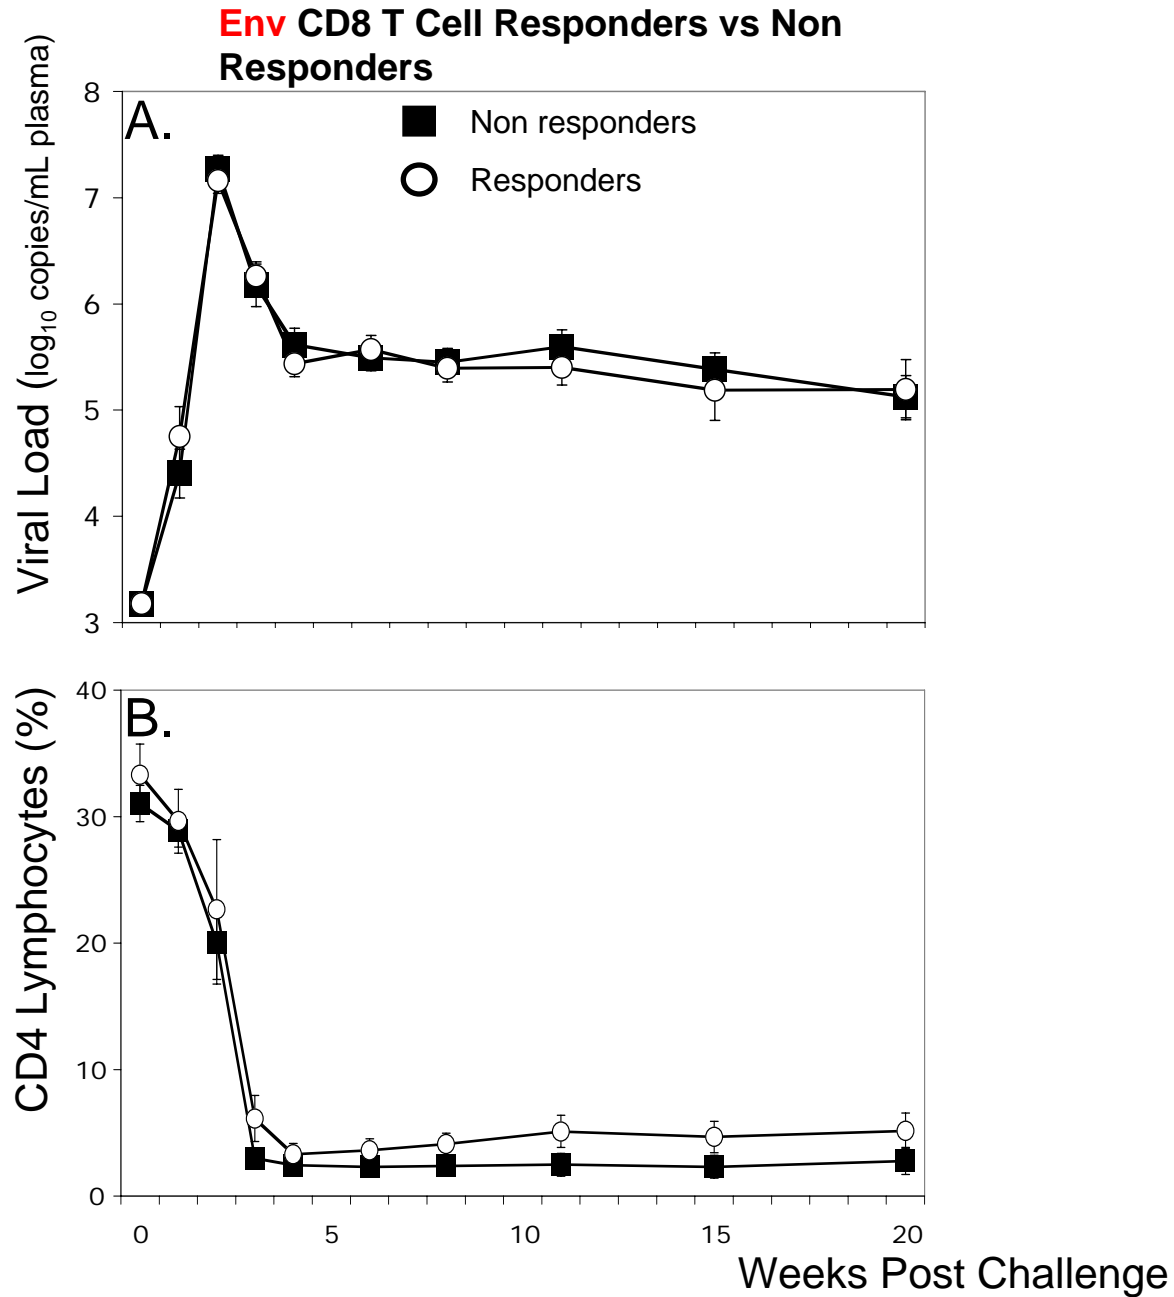 Env CD8 T Cell Responders vs Non
Responders
A.
Non responders
Responders
Viral Load (log10 copies/mL plasma)
8
7
6
5
4
3
B.
CD4 Lymphocytes (%)
40
30
20
10
0
0 5 10 15 20
Weeks Post Challenge